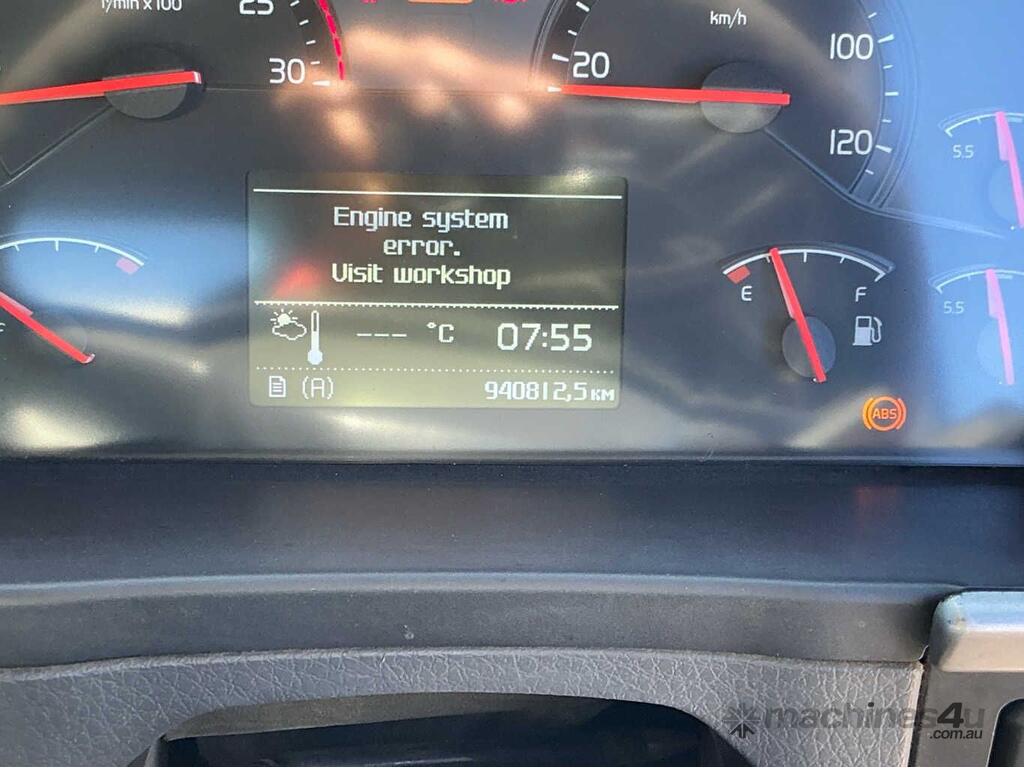 l/min x 100
25
30
km/h
20
100
120
5.5
Engine system
error.
Visit workshop
E
F
5.5
--- °C 07:55
F
(A) 940812,5 KM
ABS
machines4u
.com.au